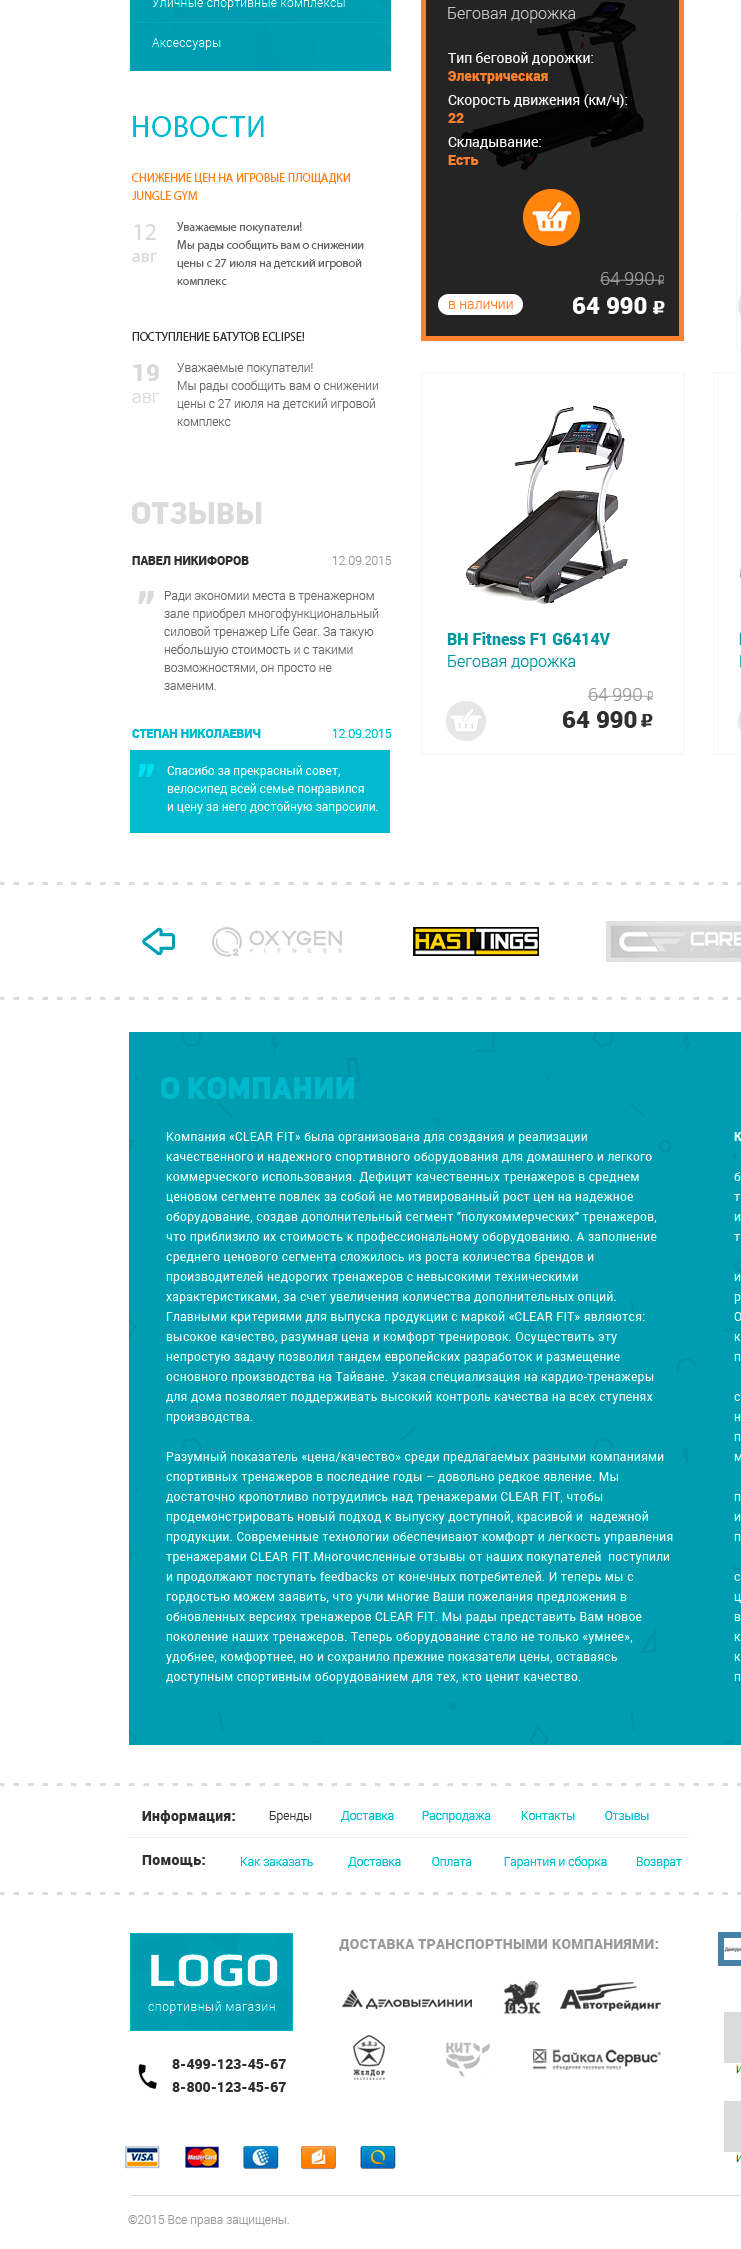 Уличные спортивные комплексы
Аксессуары
НОВОСТИ
СНИЖЕНИЕ ЦЕН НА ИГРОВЫЕ ПЛОЩАДКИ
JUNGLE GYM
12
авг
Уважаемые покупатели!
Мы рады сообщить вам о снижении
цены с 27 июля на детский игровой
комплекс
ПОСТУПЛЕНИЕ БАТУТОВ ECLIPSE!
19
авг
Уважаемые покупатели!
Мы рады сообщить вам о снижении
цены с 27 июля на детский игровой
комплекс
ОТЗЫВЫ
ПАВЕЛ НИКИФОРОВ 12.09.2015
Ради экономии места в тренажерном
зале приобрел многофункциональный
силовой тренажер Life Gear. За такую
небольшую стоимость и с такими
возможностями, он просто не
заменим.
СТЕПАН НИКОЛАЕВИЧ 12.09.2015
Спасибо за прекрасный совет,
велосипед всей семье понравился
и цену за него достойную запросили.
Беговая дорожка
Тип беговой дорожки:
Электрическая
Скорость движения (км/ч):
22
Складывание:
Есть
64 990 ₽
в наличии 64 990 ₽
BH Fitness F1 G6414V
Беговая дорожка
64 990 ₽
64 990 ₽
O2 OXYGEN
FITNESS
HASTTINGS
CF CARE
О КОМПАНИИ
Компания «CLEAR FIT» была организована для создания и реализации
качественного и надежного спортивного оборудования для домашнего и легкого
коммерческого использования. Дефицит качественных тренажеров в среднем
ценовом сегменте повлек за собой не мотивированный рост цен на надежное
оборудование, создав дополнительный сегмент "полукоммерческих" тренажеров,
что приблизило их стоимость к профессиональному оборудованию. А заполнение
среднего ценового сегмента сложилось из роста количества брендов и
производителей недорогих тренажеров с невысокими техническими
характеристиками, за счет увеличения количества дополнительных опций.
Главными критериями для выпуска продукции с маркой «CLEAR FIT» являются:
высокое качество, разумная цена и комфорт тренировок. Осуществить эту
непростую задачу позволил тандем европейских разработок и размещение
основного производства на Тайване. Узкая специализация на кардио-тренажеры
для дома позволяет поддерживать высокий контроль качества на всех ступенях
производства.
Разумный показатель «цена/качество» среди предлагаемых разными компаниями
спортивных тренажеров в последние годы – довольно редкое явление. Мы
достаточно кропотливо потрудились над тренажерами CLEAR FIT, чтобы
продемонстрировать новый подход к выпуску доступной, красивой и  надежной
продукции. Современные технологии обеспечивают комфорт и легкость управления
тренажерами CLEAR FIT.Многочисленные отзывы от наших покупателей  поступили
и продолжают поступать feedbacks от конечных потребителей. И теперь мы с
гордостью можем заявить, что учли многие Ваши пожелания предложения в
обновленных версиях тренажеров CLEAR FIT. Мы рады представить Вам новое
поколение наших тренажеров. Теперь оборудование стало не только «умнее»,
удобнее, комфортнее, но и сохранило прежние показатели цены, оставаясь
доступным спортивным оборудованием для тех, кто ценит качество.
Информация: Бренды Доставка Распродажа Контакты Отзывы
Помощь: Как заказать Доставка Оплата Гарантия и сборка Возврат
LOGO
спортивный магазин
8-499-123-45-67
8-800-123-45-67
ДОСТАВКА ТРАНСПОРТНЫМИ КОМПАНИЯМИ:
ДЕЛОВЫЕ ЛИНИИ ПЭК Автотрейдинг
ЖелДор
экспедиция
КИТ
Байкал Сервис
VISA MasterCard
©2015 Все права защищены.